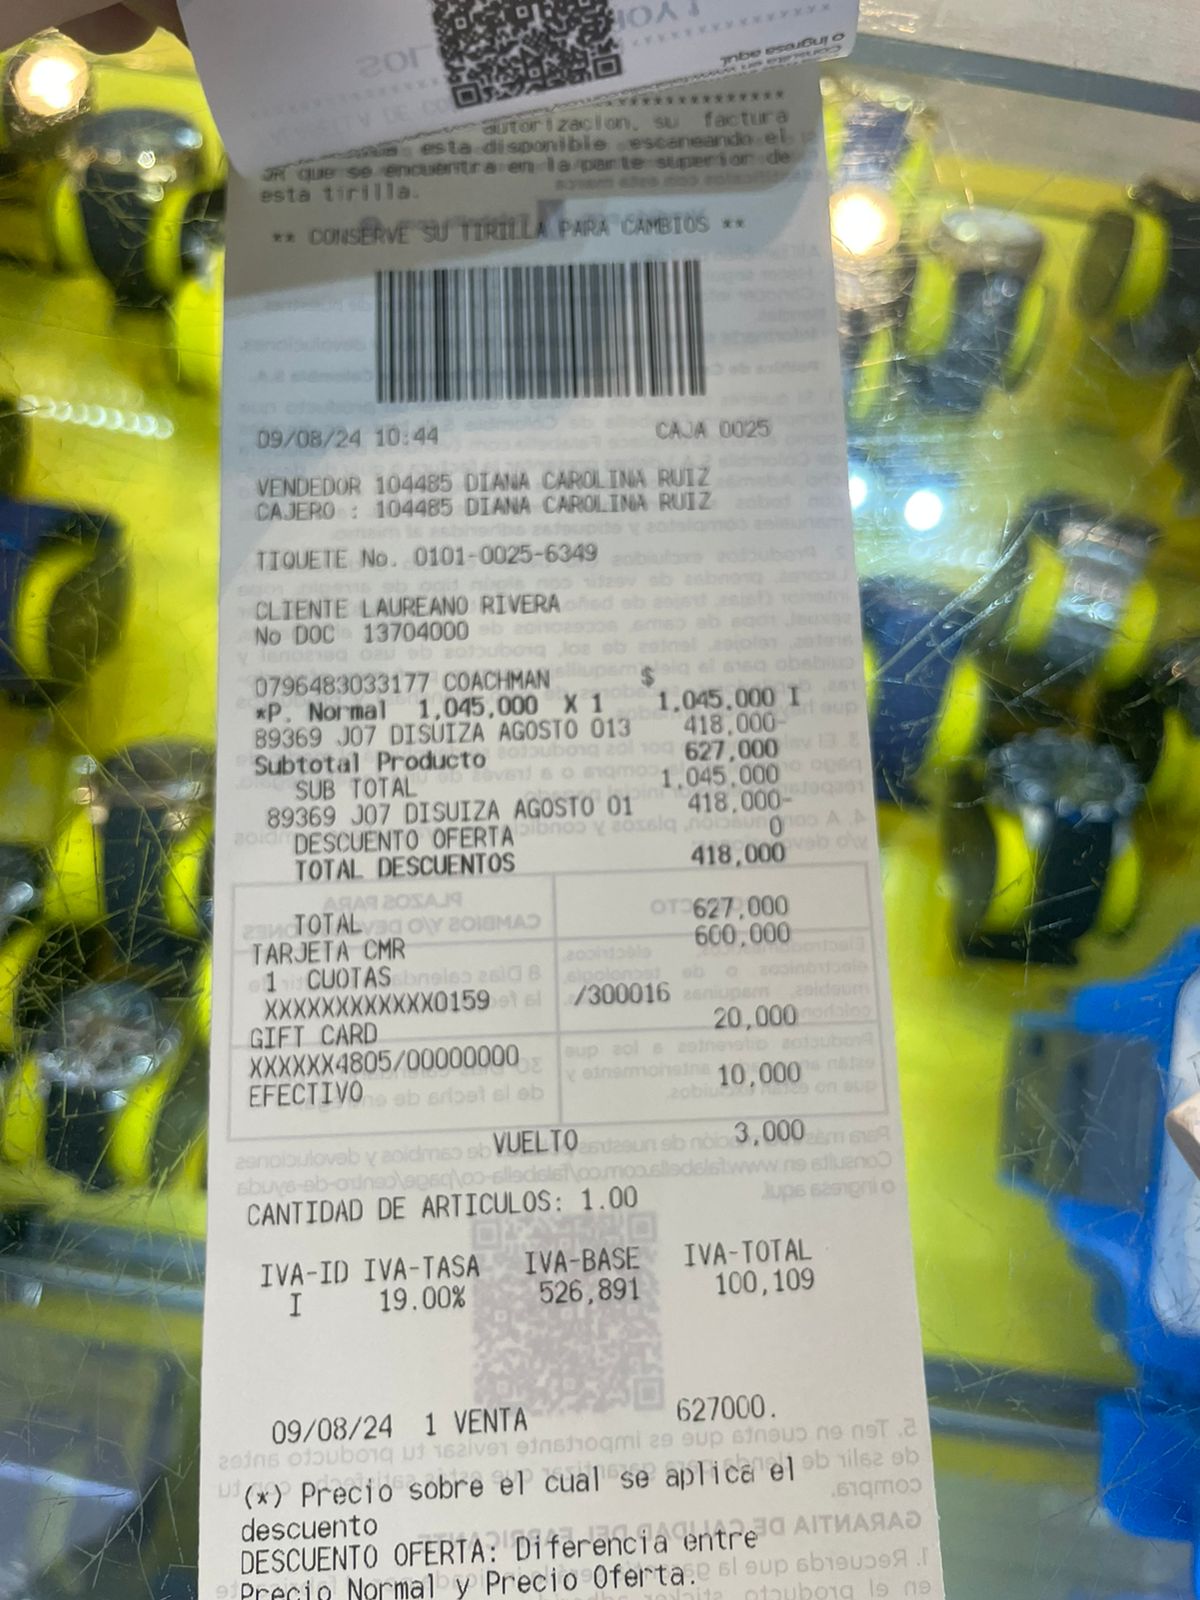 o ingresa aquí.
autorizacion, su factura
esta disponible escaneando el
QR que se encuentra en la parte superior de
esta tirilla.
** CONSERVE SU TIRILLA PARA CAMBIOS **
09/08/24 10:44 CAJA 0025
VENDEDOR 104485 DIANA CAROLINA RUIZ
CAJERO : 104485 DIANA CAROLINA RUIZ
TIQUETE No. 0101-0025-6349
CLIENTE LAUREANO RIVERA
No DOC 13704000
0796483033177 COACHMAN $
*P. Normal 1,045,000 X 1 1,045,000 I
89369 J07 DISUIZA AGOSTO 013 418,000-
Subtotal Producto 627,000
SUB TOTAL 1,045,000
89369 J07 DISUIZA AGOSTO 01 418,000-
DESCUENTO OFERTA 0
TOTAL DESCUENTOS 418,000
TOTAL 627,000
TARJETA CMR 600,000
1 CUOTAS
XXXXXXXXXXXX0159 /300016
GIFT CARD 20,000
XXXXXX4805/00000000
EFECTIVO 10,000
VUELTO 3,000
CANTIDAD DE ARTICULOS: 1.00
IVA-ID IVA-TASA IVA-BASE IVA-TOTAL
I 19.00% 526,891 100,109
09/08/24 1 VENTA 627000.
(*) Precio sobre el cual se aplica el
descuento
DESCUENTO OFERTA: Diferencia entre
Precio Normal y Precio Oferta.